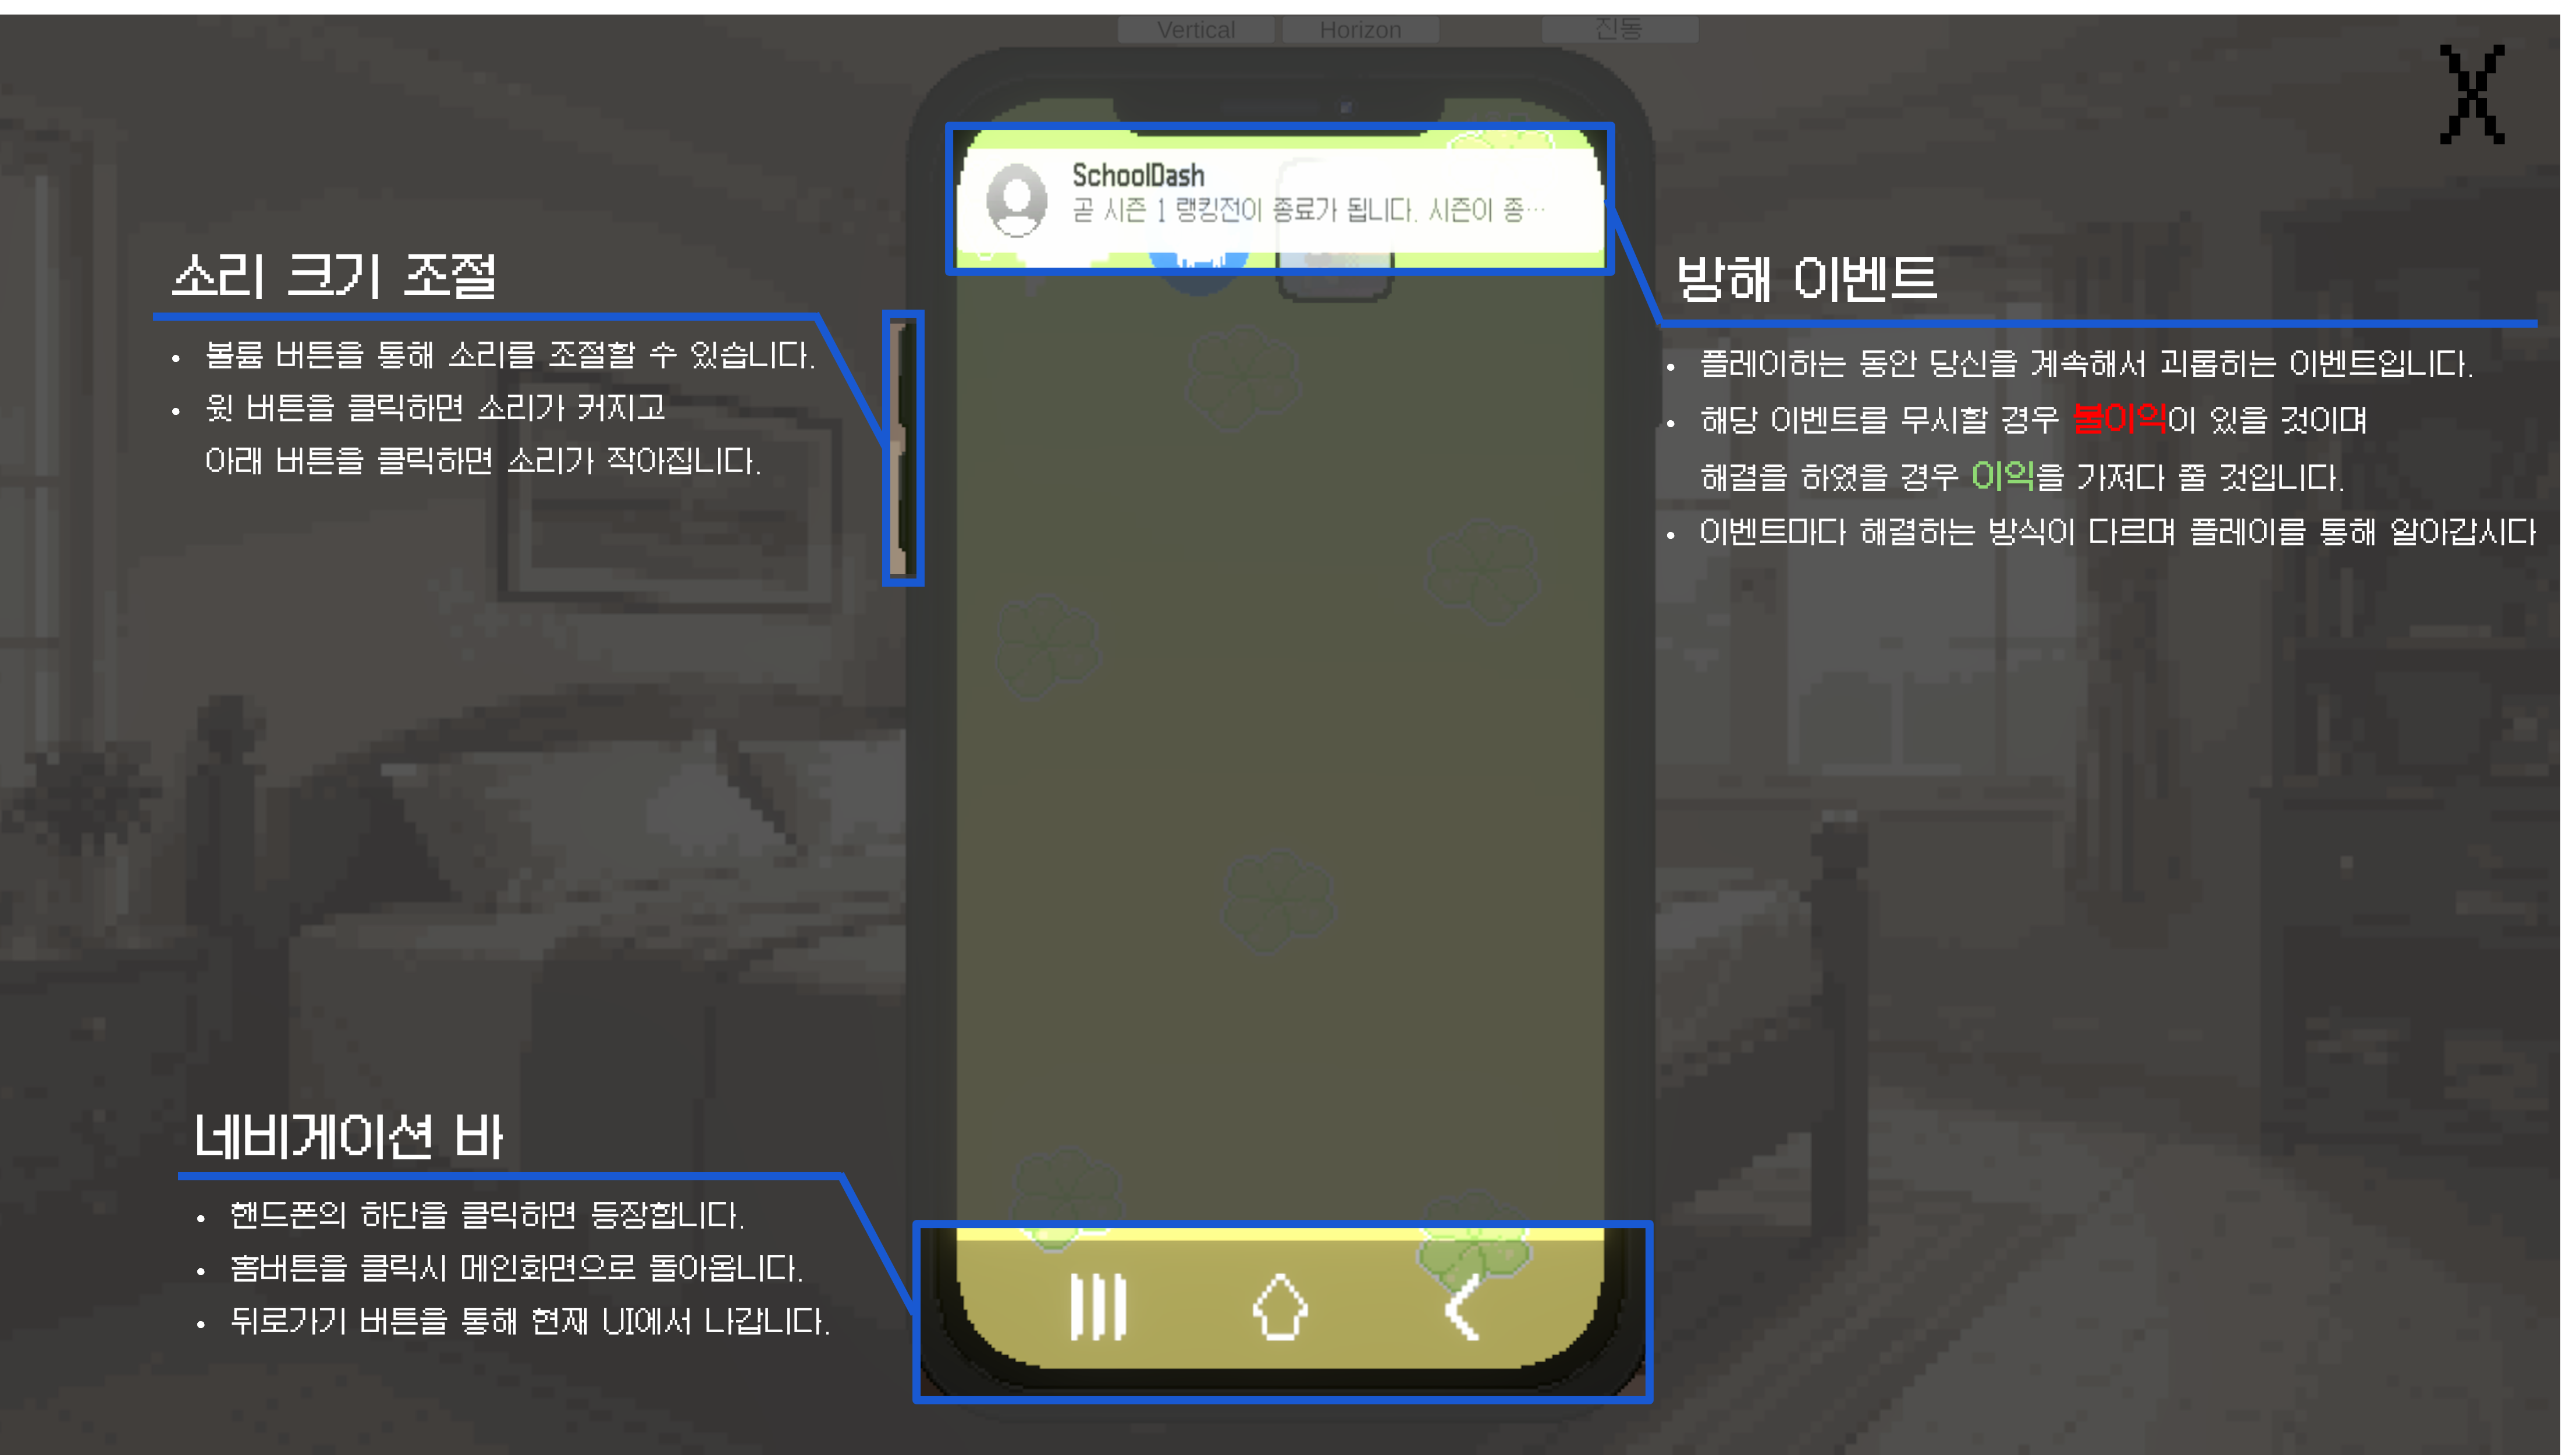 Vertical
Horizon
진동
X
SchoolDash
곧 시즌 1 랭킹전이 종료가 됩니다. 시즌이 종…
소리 크기 조절
• 볼륨 버튼을 통해 소리를 조절할 수 있습니다.
• 윗 버튼을 클릭하면 소리가 커지고
아래 버튼을 클릭하면 소리가 작아집니다.
방해 이벤트
• 플레이하는 동안 당신을 계속해서 괴롭히는 이벤트입니다.
• 해당 이벤트를 무시할 경우 불이익이 있을 것이며
해결을 하였을 경우 이익을 가져다 줄 것입니다.
• 이벤트마다 해결하는 방식이 다르며 플레이를 통해 알아갑시다
네비게이션 바
• 핸드폰의 하단을 클릭하면 등장합니다.
• 홈버튼을 클릭시 메인화면으로 돌아옵니다.
• 뒤로가기 버튼을 통해 현재 UI에서 나갑니다.